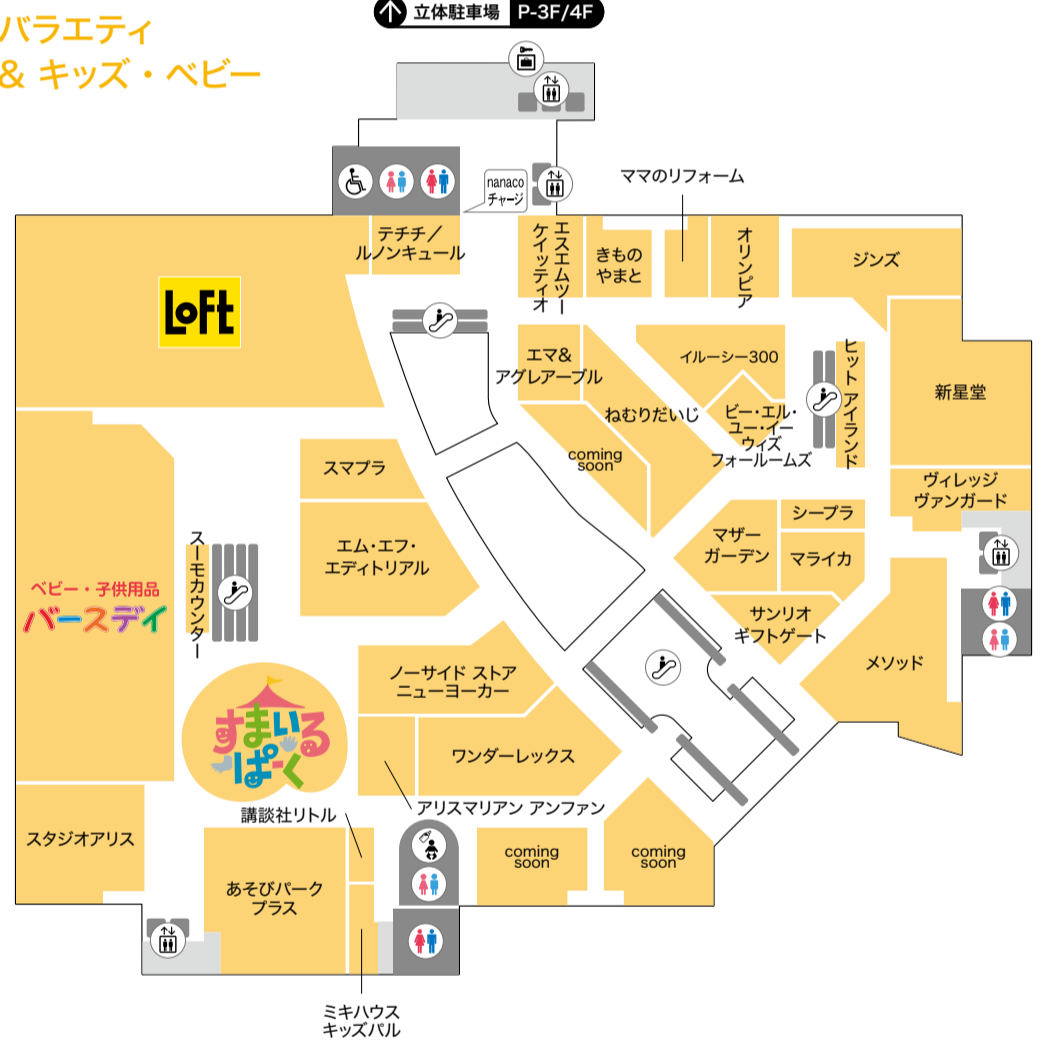 立体駐車場 P-3F/4F
バラエティ
& キッズ・ベビー
nanaco
チャージ
ママのリフォーム
テチチ／
ルノンキュール
エスエムツー
ケイッティオ
きもの
やまと
オリンピア
ジンズ
LoFt
エマ&
アグレアーブル
イルーシー300
ヒット アイランド
新星堂
ねむりだいじ
ビー・エル・
ユー・イー
ウィズ
フォールームズ
coming
soon
スマプラ
ヴィレッジ
ヴァンガード
シープラ
マザー
ガーデン
マライカ
エム・エフ・
エディトリアル
スーモカウンター
ベビー・子供用品
バースデイ
サンリオ
ギフトゲート
メソッド
ノーサイド ストア
ニューヨーカー
すまいる
ぱーく
ワンダーレックス
アリスマリアン アンファン
講談社リトル
スタジオアリス
coming
soon
coming
soon
あそびパーク
プラス
ミキハウス
キッズパル